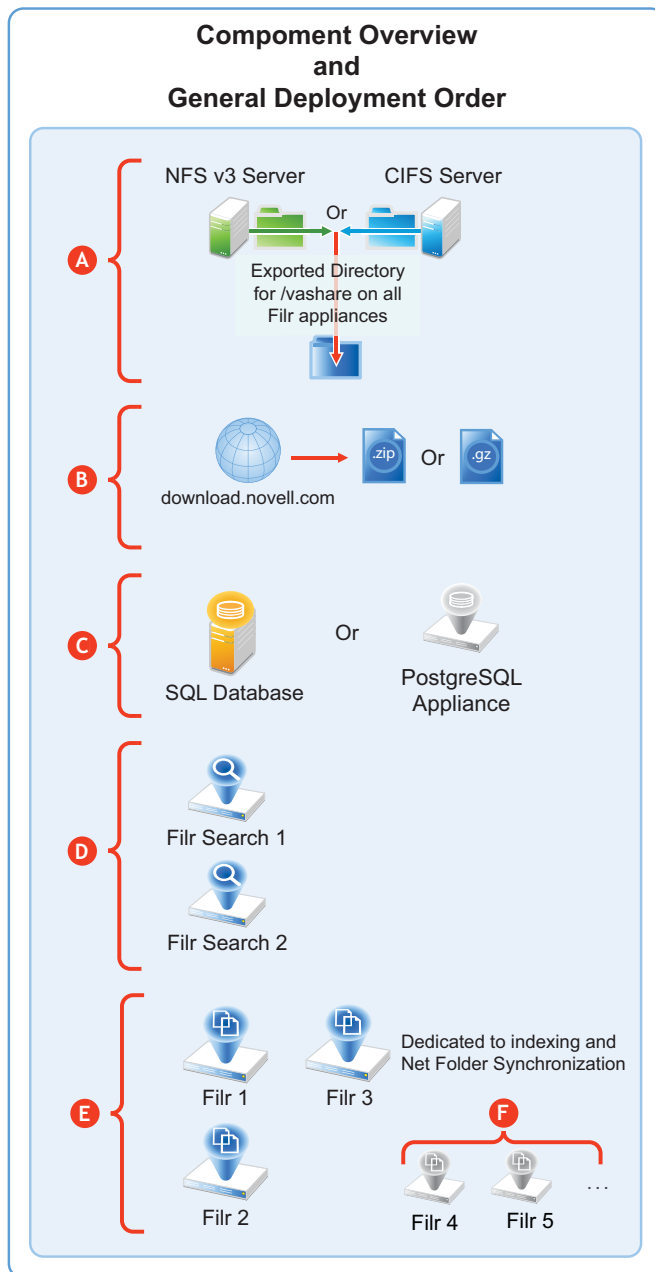 Compoment Overview
and
General Deployment Order
NFS v3 Server
CIFS Server
Or
A
Exported Directory
for /vashare on all
Filr appliances
B
.zip
Or
.gz
download.novell.com
C
Or
SQL Database
PostgreSQL
Appliance
D
Filr Search 1
Filr Search 2
E
Filr 1
Filr 3
Dedicated to indexing and
Net Folder Synchronization
F
Filr 2
Filr 4
Filr 5
...